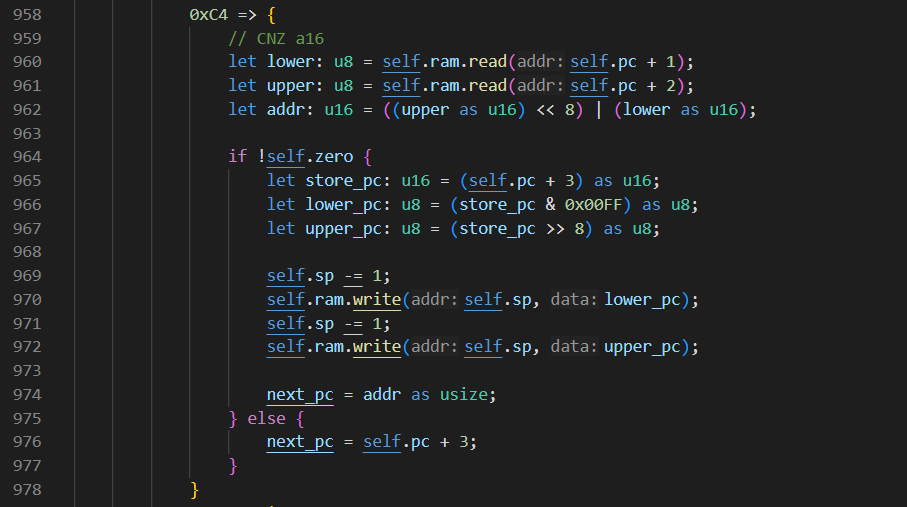 958 0xC4 => {
959 // CNZ a16
960 let lower: u8 = self.ram.read(addr: self.pc + 1);
961 let upper: u8 = self.ram.read(addr: self.pc + 2);
962 let addr: u16 = ((upper as u16) << 8) | (lower as u16);
963
964 if !self.zero {
965 let store_pc: u16 = (self.pc + 3) as u16;
966 let lower_pc: u8 = (store_pc & 0x00FF) as u8;
967 let upper_pc: u8 = (store_pc >> 8) as u8;
968
969 self.sp -= 1;
970 self.ram.write(addr: self.sp, data: lower_pc);
971 self.sp -= 1;
972 self.ram.write(addr: self.sp, data: upper_pc);
973
974 next_pc = addr as usize;
975 } else {
976 next_pc = self.pc + 3;
977 }
978 }